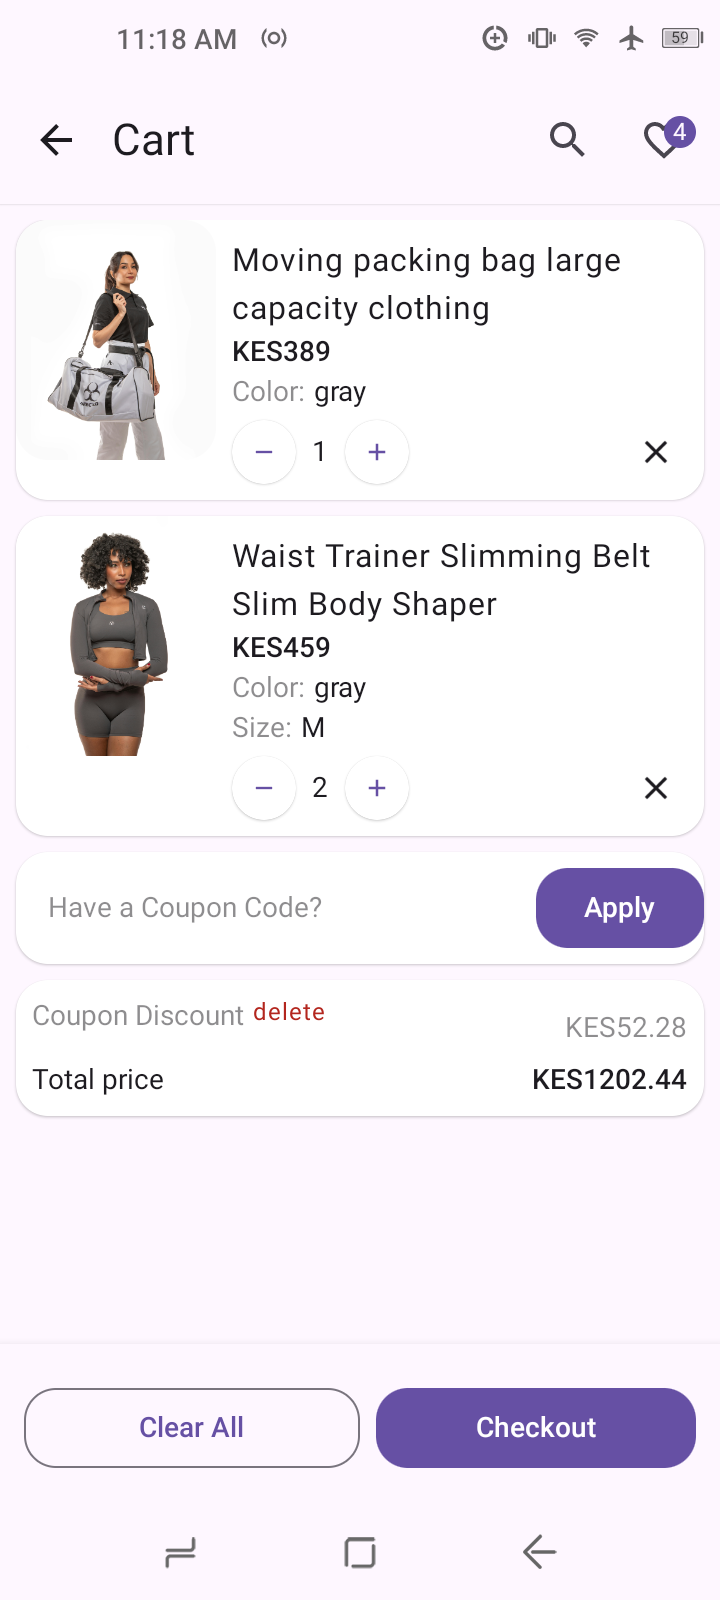 11:18 AM
59
Cart
4
Moving packing bag large
capacity clothing
KES389
Color: gray
− 1 +
Waist Trainer Slimming Belt
Slim Body Shaper
KES459
Color: gray
Size: M
− 2 +
Have a Coupon Code?
Apply
Coupon Discount delete
KES52.28
Total price
KES1202.44
Clear All
Checkout